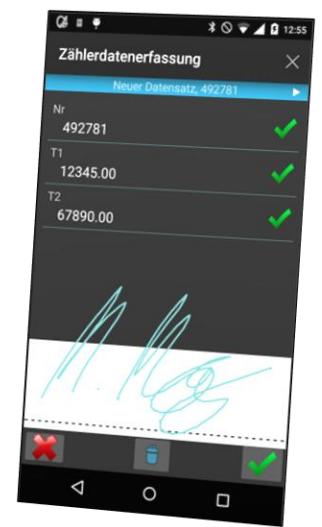 12:55
Zählerdatenerfassung
Neuer Datensatz, 492781
Nr
492781
T1
12345.00
T2
67890.00